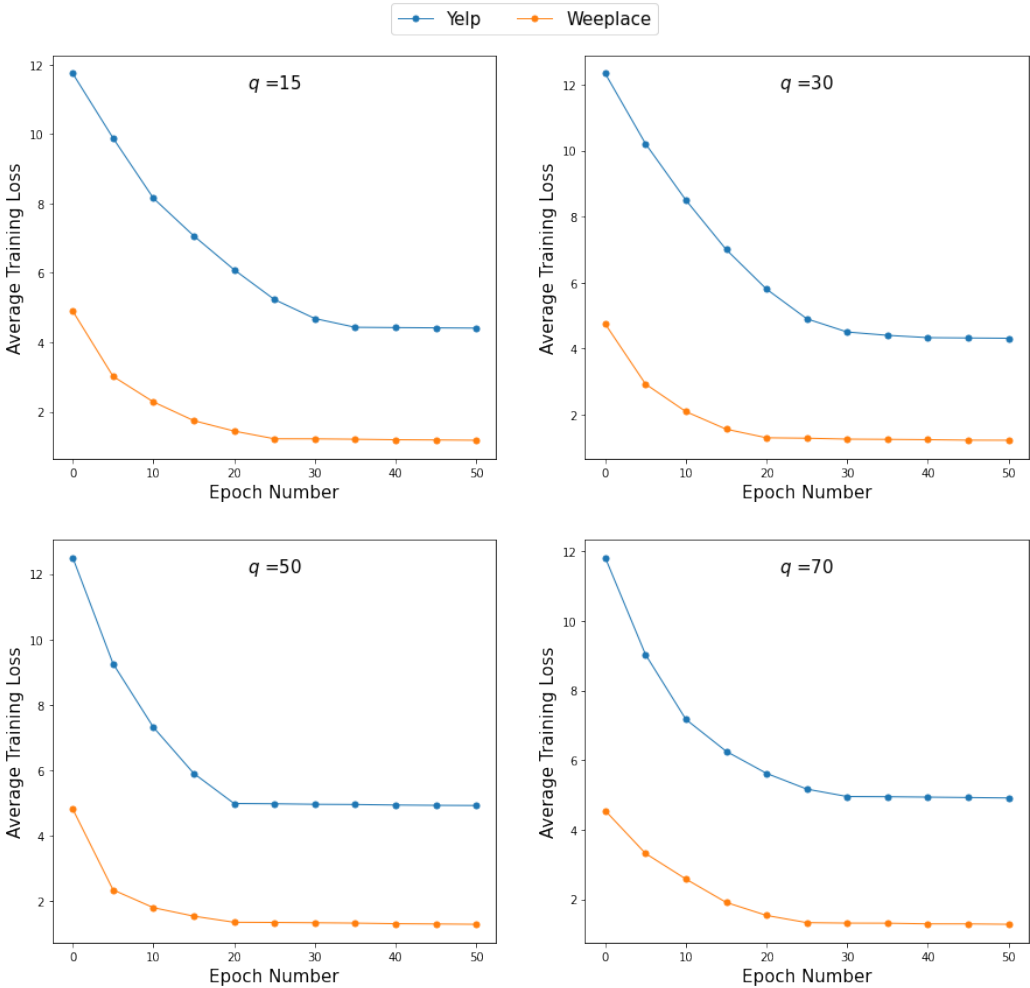 Yelp Weeplace
q =15
12
10
8
6
4
2
0 10 20 30 40 50
Epoch Number
Average Training Loss
q =30
12
10
8
6
4
2
0 10 20 30 40 50
Epoch Number
Average Training Loss
q =50
12
10
8
6
4
2
0 10 20 30 40 50
Epoch Number
Average Training Loss
q =70
12
10
8
6
4
2
0 10 20 30 40 50
Epoch Number
Average Training Loss